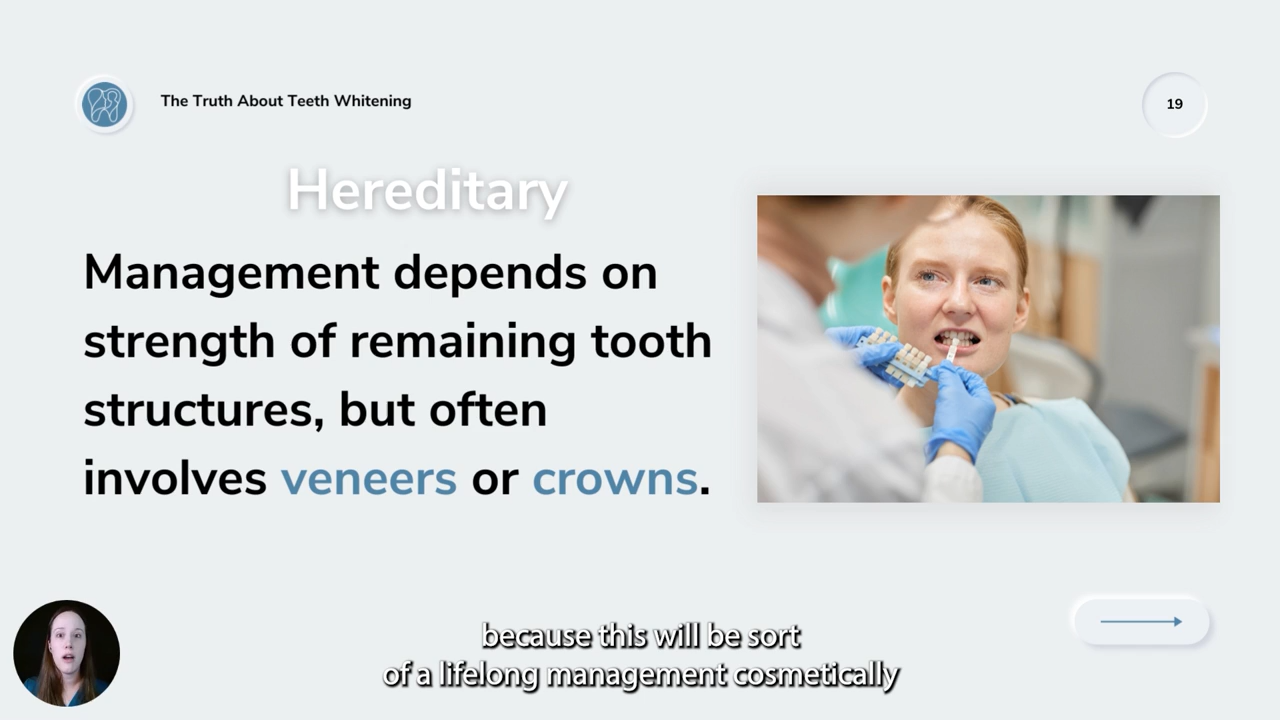 The Truth About Teeth Whitening
19
Hereditary
Management depends on
strength of remaining tooth
structures, but often
involves veneers or crowns.
because this will be sort
of a lifelong management cosmetically